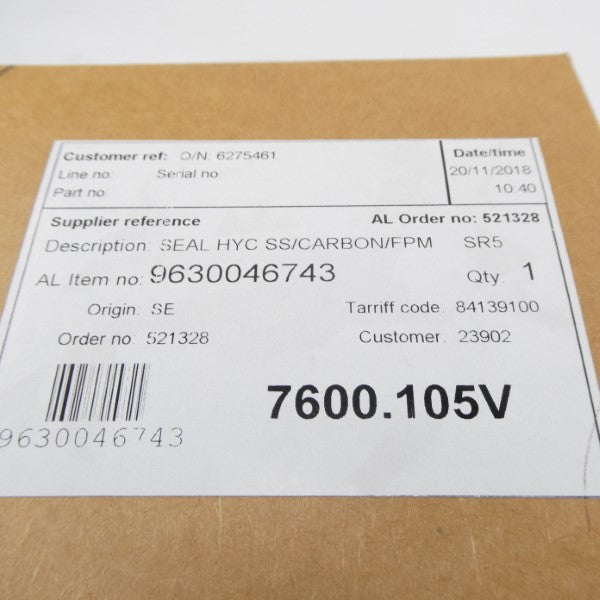 Customer ref: O/N: 6275461
Date/time
Line no: Serial no:
20/11/2018
Part no:
10:40
Supplier reference AL Order no: 521328
Description: SEAL HYC SS/CARBON/FPM SR5
AL Item no: 9630046743 Qty: 1
Origin: SE Tarriff code: 84139100
Order no: 521328 Customer: 23902
7600.105V
9630046743